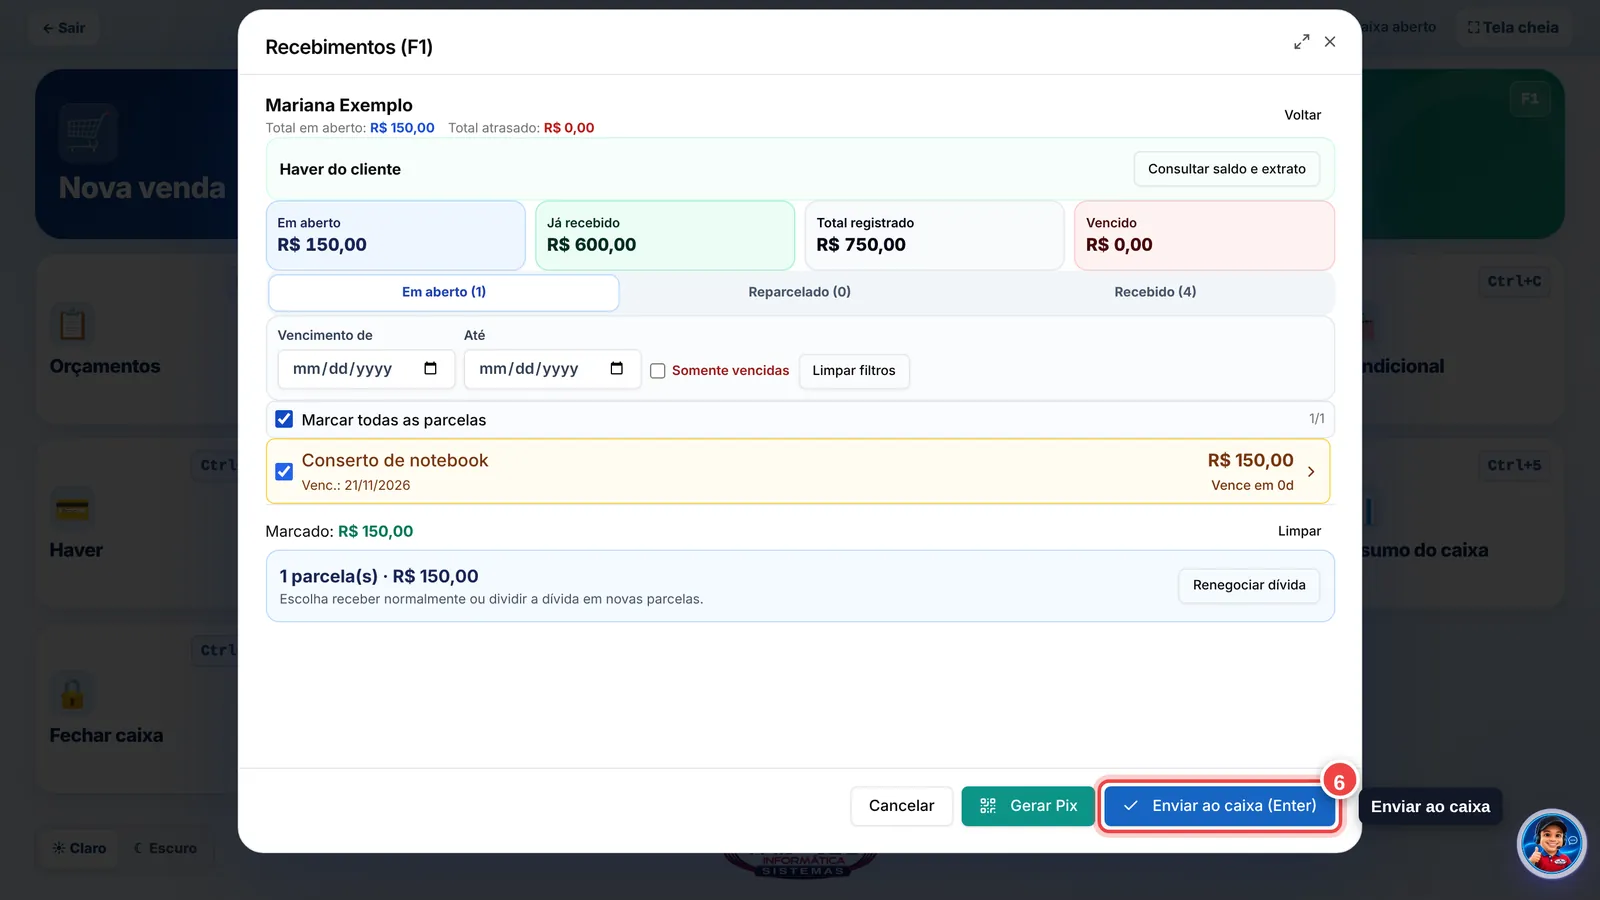 ← Sair
aixa aberto
Tela cheia
Recebimentos (F1)
F1
Nova venda
Mariana Exemplo
Total em aberto: R$ 150,00 Total atrasado: R$ 0,00
Voltar
Haver do cliente
Consultar saldo e extrato
Em aberto
R$ 150,00
Já recebido
R$ 600,00
Total registrado
R$ 750,00
Vencido
R$ 0,00
Em aberto (1)
Reparcelado (0)
Recebido (4)
Ctrl+C
Orçamentos
ndicional
Vencimento de
Até
mm/dd/yyyy
mm/dd/yyyy
Somente vencidas
Limpar filtros
Marcar todas as parcelas
1/1
Conserto de notebook
R$ 150,00
Venc.: 21/11/2026
Vence em 0d
Ctrl
Ctrl+5
Haver
sumo do caixa
Marcado: R$ 150,00
Limpar
1 parcela(s) · R$ 150,00
Escolha receber normalmente ou dividir a dívida em novas parcelas.
Renegociar dívida
Ctrl
Fechar caixa
Cancelar
Gerar Pix
Enviar ao caixa (Enter)
6
Enviar ao caixa
Claro
Escuro
INFORMÁTICA
SISTEMAS